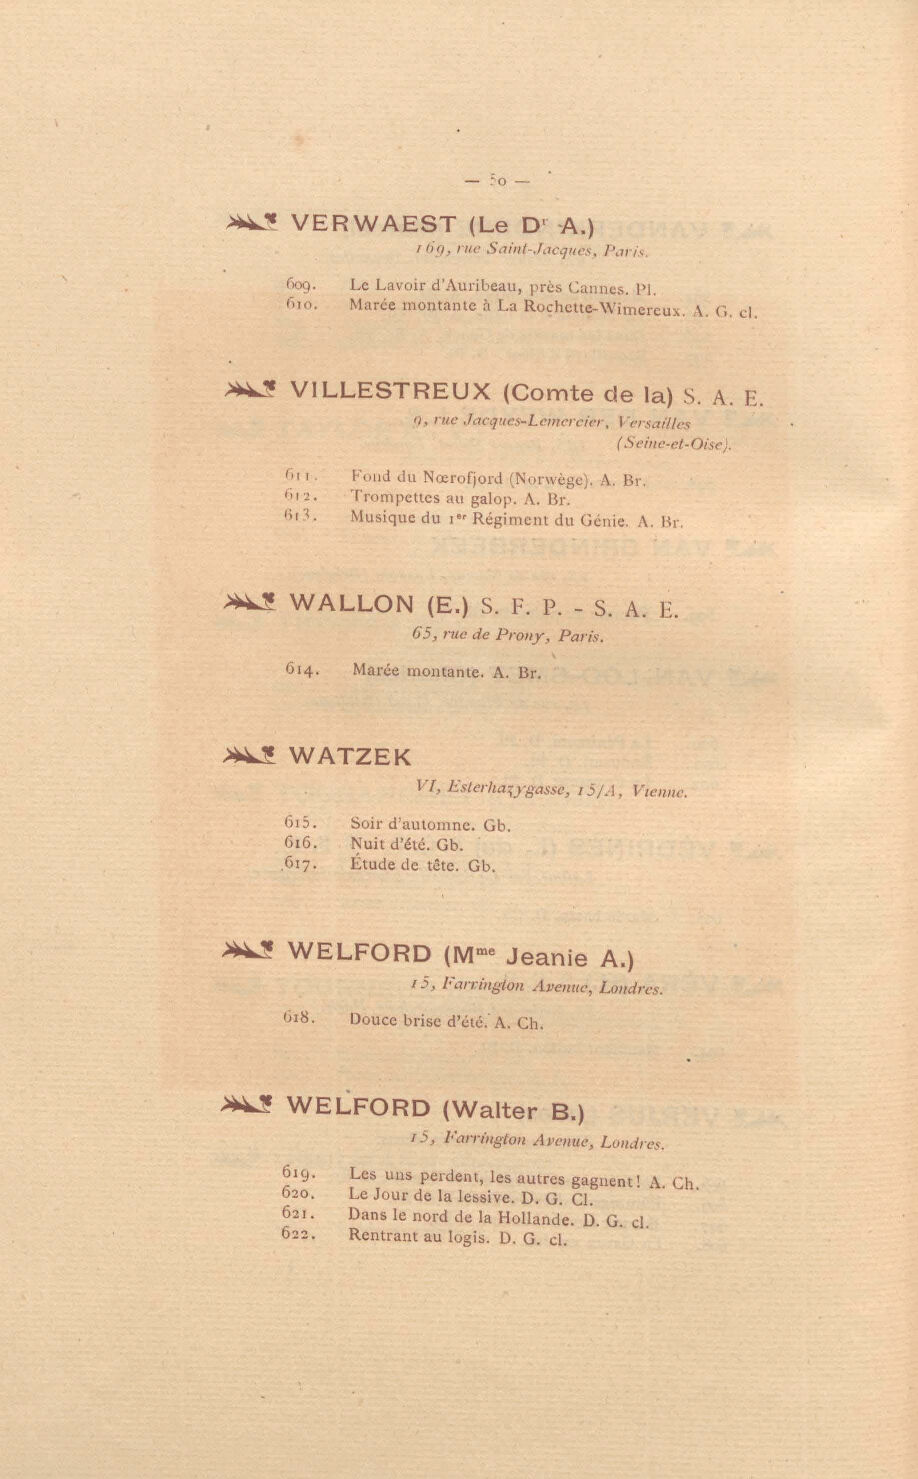 — 50 —
VERWAEST (Le Dr A.)
169, rue Saint-Jacques, Paris.
609. Le Lavoir d'Auribeau, près Cannes. Pl.
610. Marée montante à La Rochette-Wimereux. A. G. cl.
VILLESTREUX (Comte de la) S. A. E.
9, rue Jacques-Lemercier, Versailles
(Seine-et-Oise).
611. Fond du Nœrofjord (Norwège). A. Br.
612. Trompettes au galop. A. Br.
613. Musique du 1er Régiment du Génie. A. Br.
WALLON (E.) S. F. P. - S. A. E.
65, rue de Prony, Paris.
614. Marée montante. A. Br.
WATZEK
VI, Esterhazygasse, 15/A, Vienne.
615. Soir d'automne. Gb.
616. Nuit d'été. Gb.
617. Étude de tête. Gb.
WELFORD (Mme Jeanie A.)
15, Farrington Avenue, Londres.
618. Douce brise d'été. A. Ch.
WELFORD (Walter B.)
15, Farrington Avenue, Londres.
619. Les uns perdent, les autres gagnent! A. Ch.
620. Le Jour de la lessive. D. G. Cl.
621. Dans le nord de la Hollande. D. G. cl.
622. Rentrant au logis. D. G. cl.